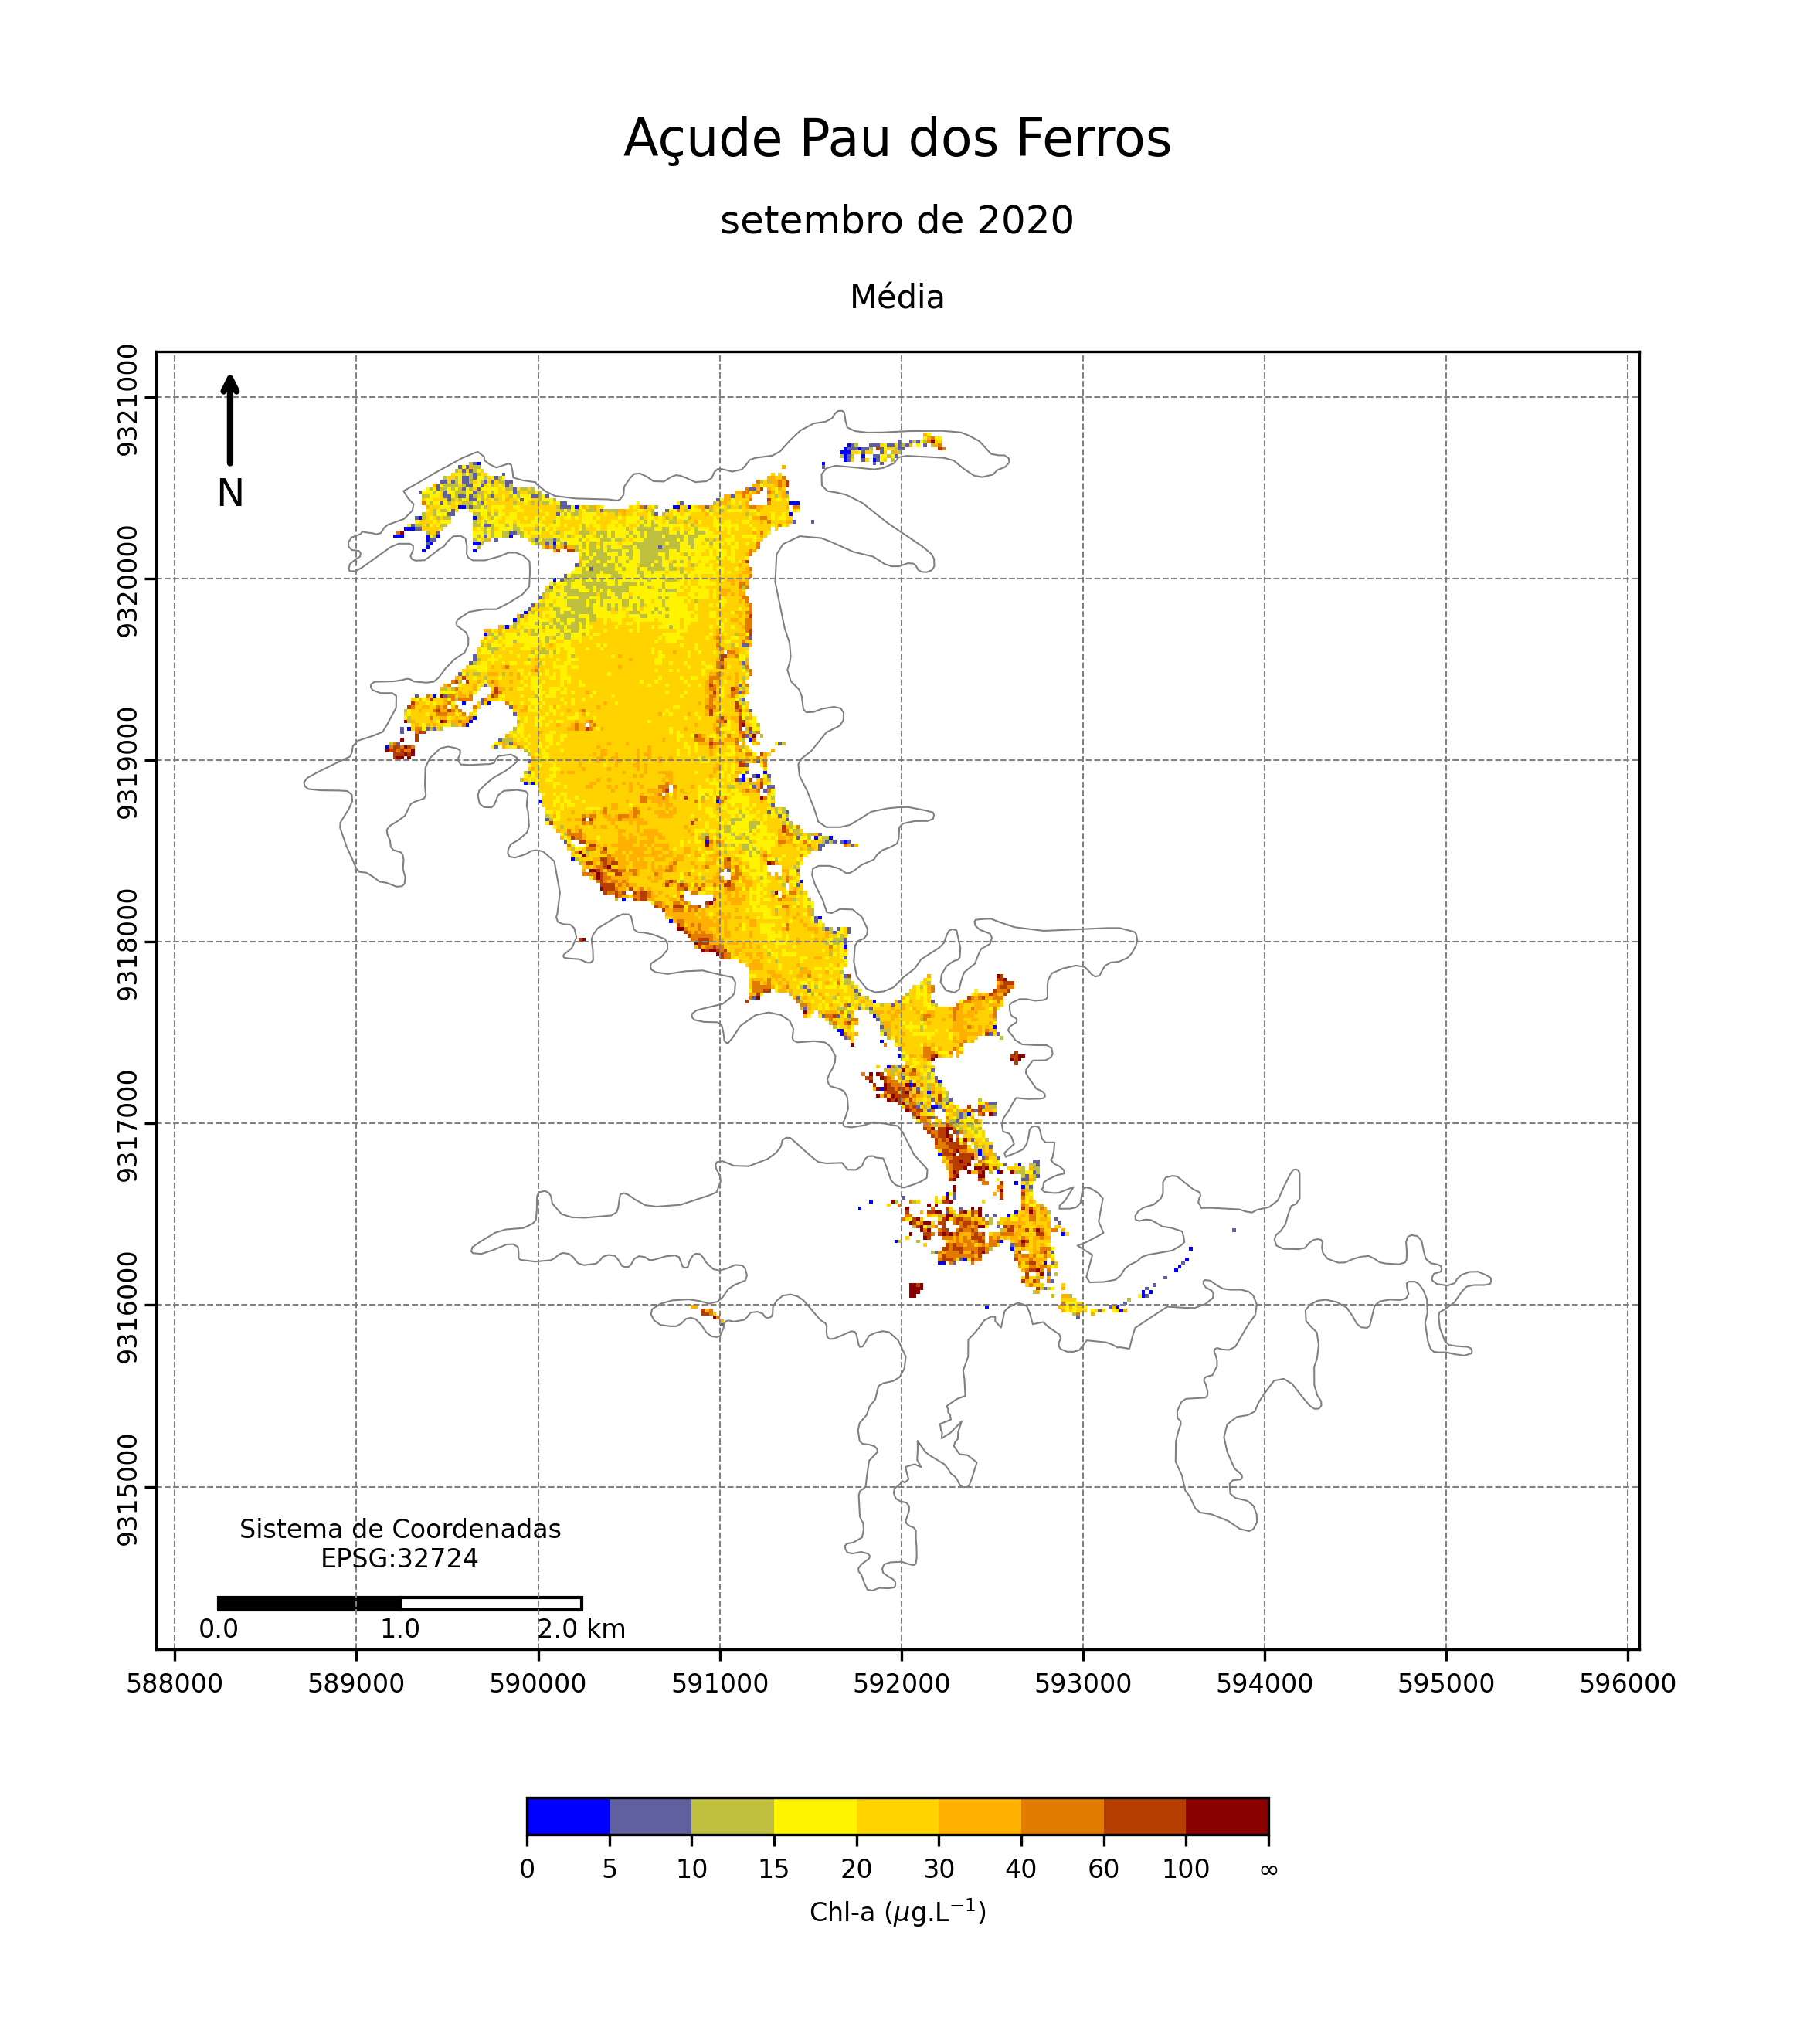 Açude Pau dos Ferros
setembro de 2020
Média
9321000
9320000
9319000
9318000
9317000
9316000
9315000
N
Sistema de Coordenadas
EPSG:32724
0.0 1.0 2.0 km
588000 589000 590000 591000 592000 593000 594000 595000 596000
0 5 10 15 20 30 40 60 100 ∞
Chl-a (μg.L⁻¹)